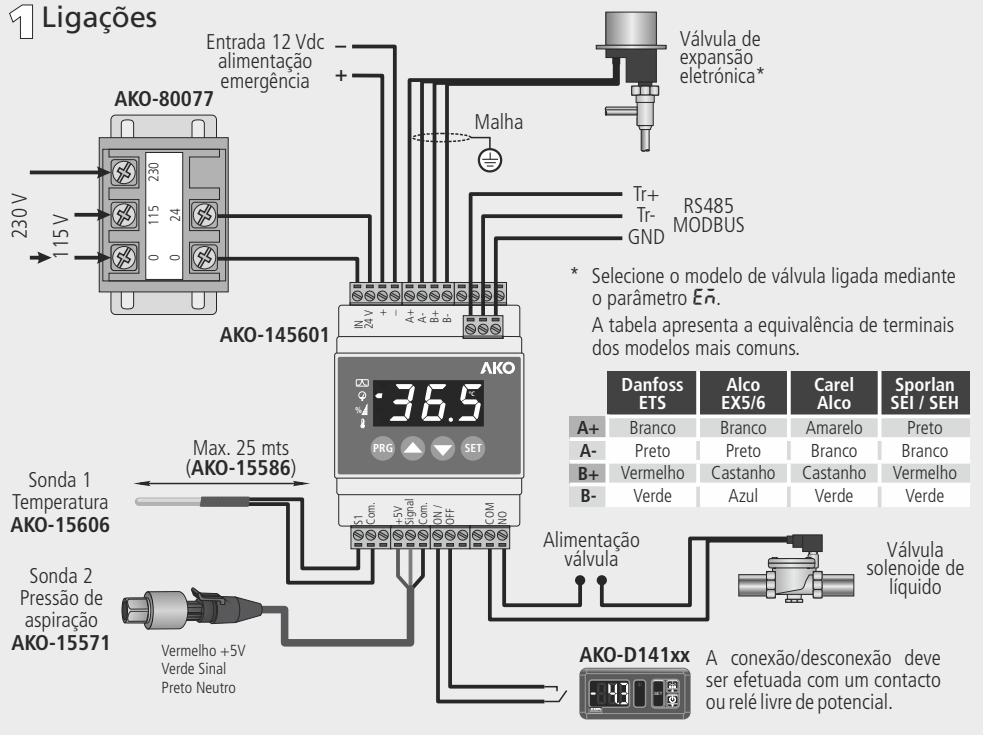 1 Ligações
Entrada 12 Vdc
alimentação
emergência
–
+
Válvula de
expansão
eletrónica*
AKO-80077
Malha
230
115
24
0
0
230 V
115 V
Tr+
Tr-
GND
RS485
MODBUS
* Selecione o modelo de válvula ligada mediante
o parâmetro En.
A tabela apresenta a equivalência de terminais
dos modelos mais comuns.
IN
24 V
+
–
A+
A-
B+
B-
AKO-145601
AKO
36.5
PRG
SET
Danfoss ETS Alco EX5/6 Carel Alco Sporlan SEI / SEH
A+ Branco Branco Amarelo Preto
A- Preto Preto Branco Branco
B+ Vermelho Castanho Castanho Vermelho
B- Verde Azul Verde Verde
Max. 25 mts
(AKO-15586)
Sonda 1
Temperatura
AKO-15606
S1
Com.
+5V
Signal
Com.
ON /
OFF
COM
NO
Alimentação
válvula
Válvula
solenoide de
líquido
Sonda 2
Pressão de
aspiração
AKO-15571
Vermelho +5V
Verde Sinal
Preto Neutro
AKO-D141xx
-43
SET
A conexão/desconexão deve
ser efetuada com um contacto
ou relé livre de potencial.